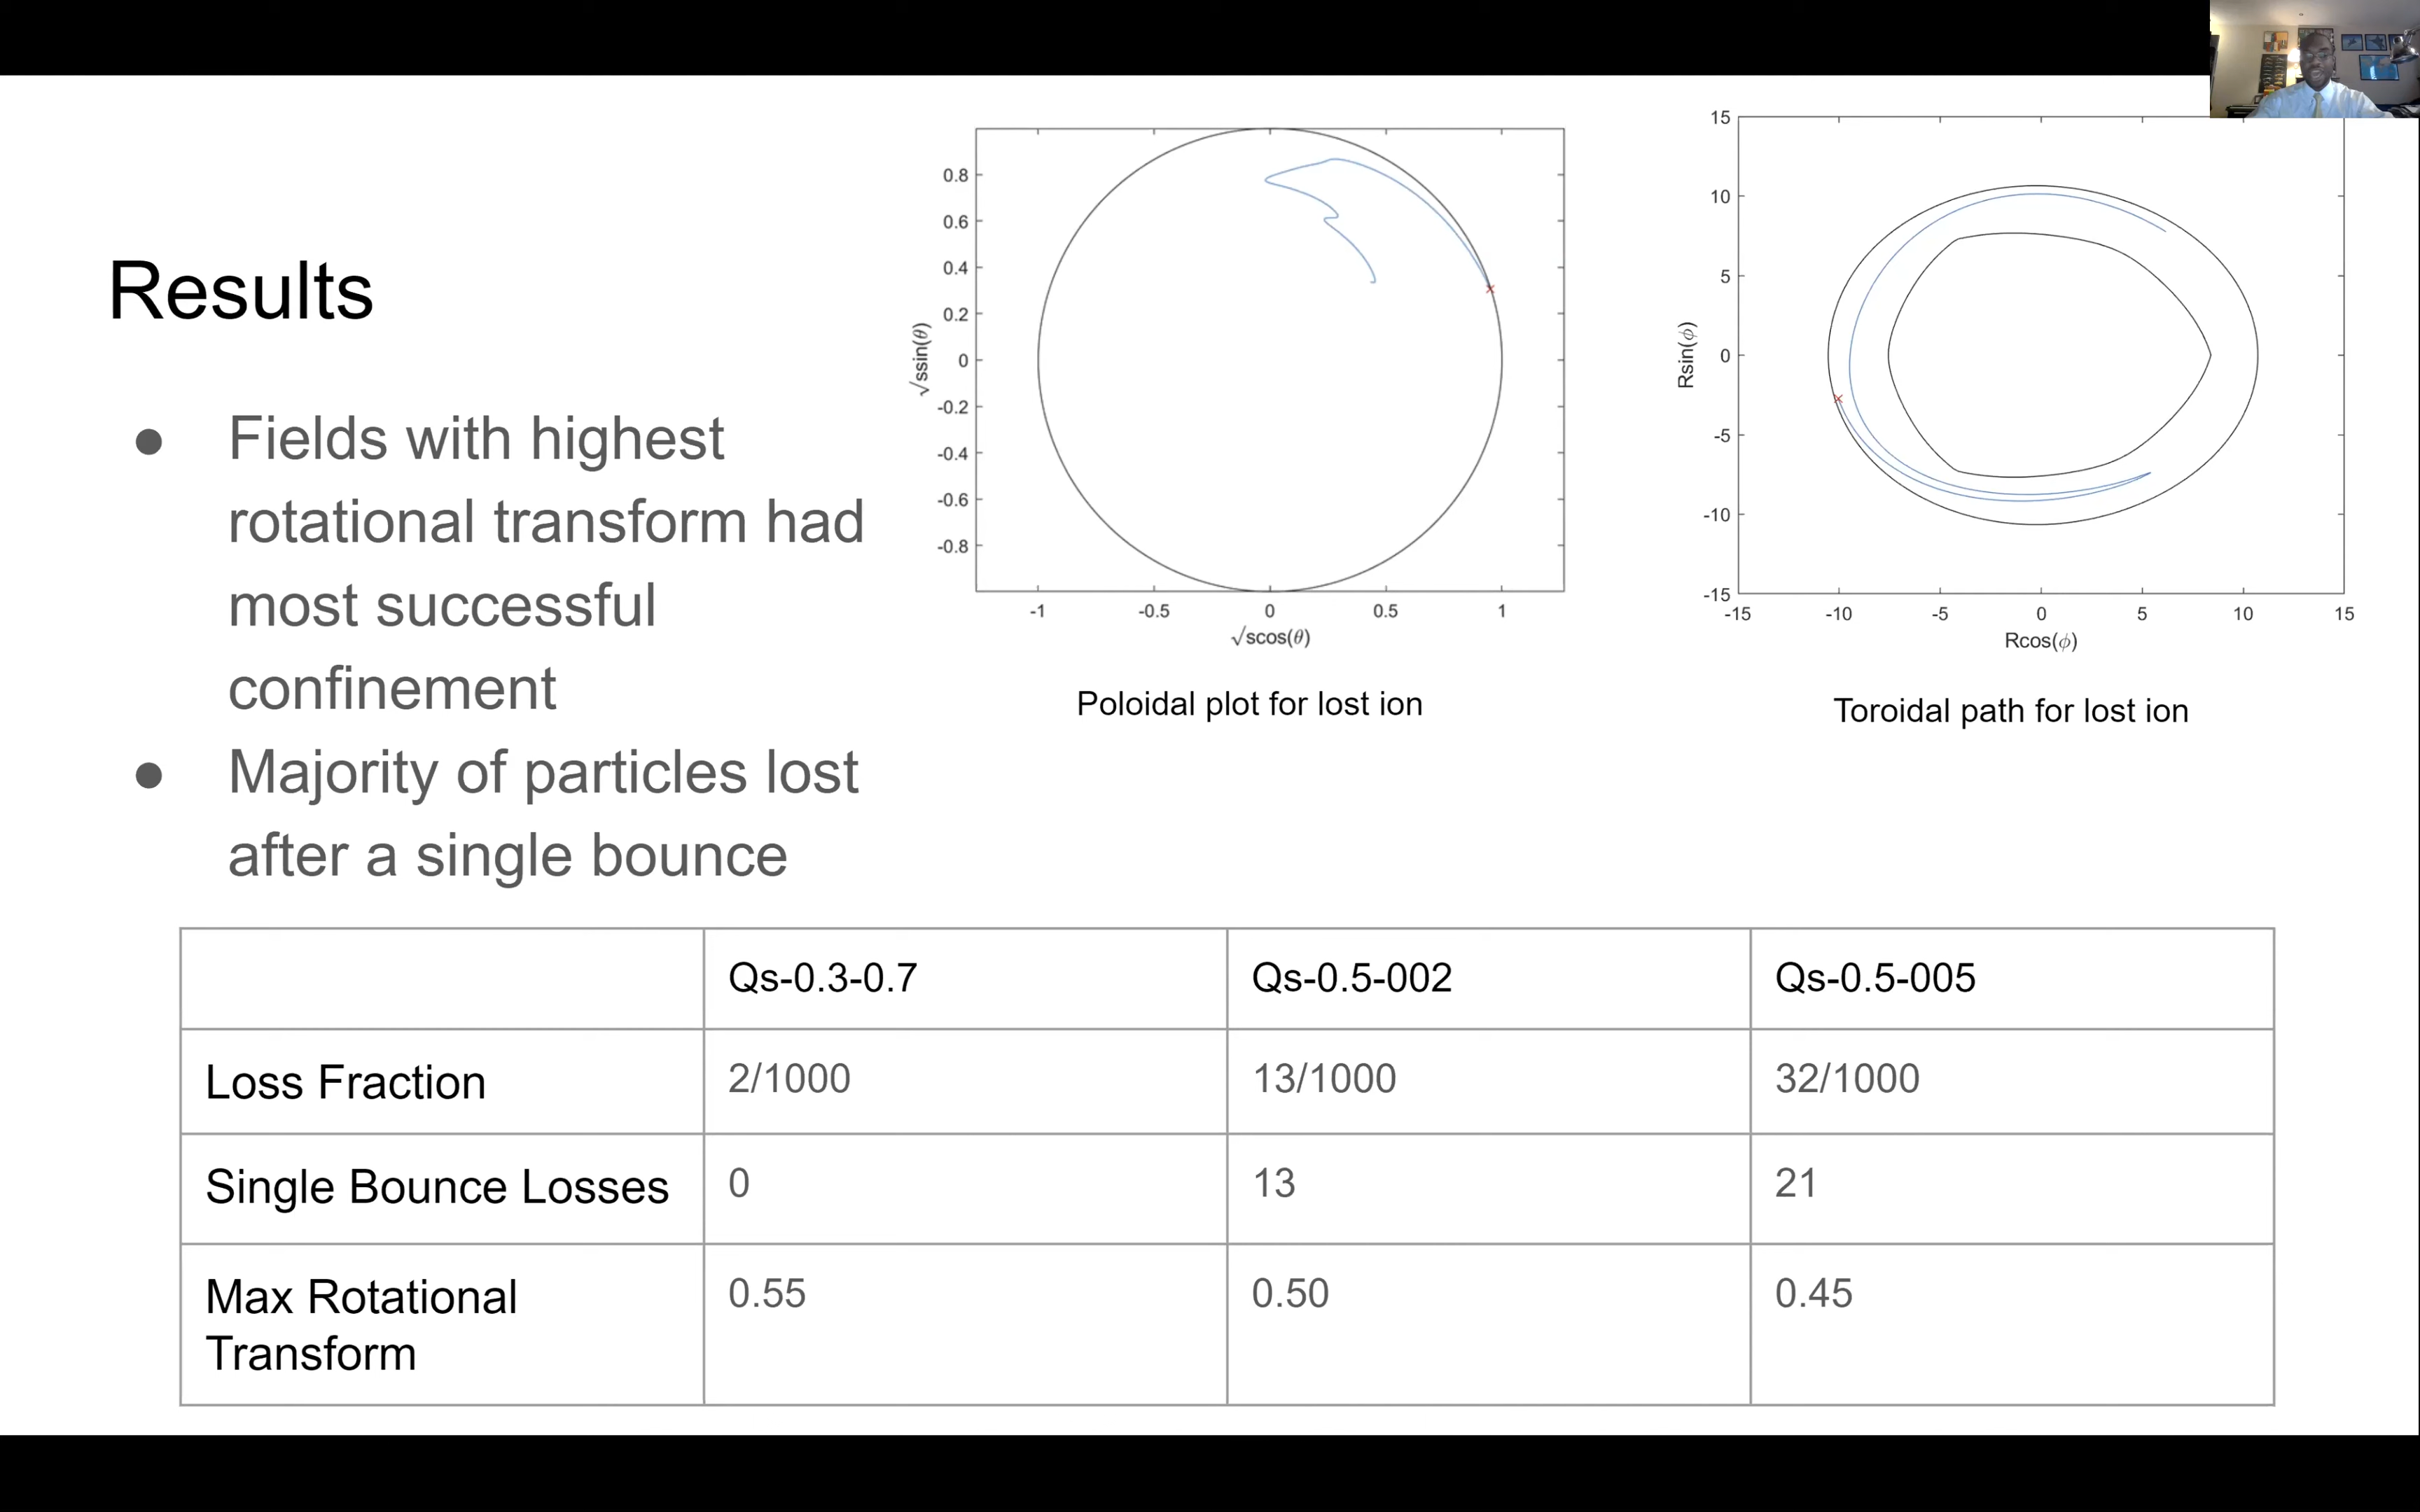 Results
● Fields with highest
rotational transform had
most successful
confinement
● Majority of particles lost
after a single bounce
0.8
0.6
0.4
0.2
0
-0.2
-0.4
-0.6
-0.8
√ssin(θ)
-1 -0.5 0 0.5 1
√scos(θ)
Poloidal plot for lost ion
15
10
5
0
-5
-10
-15
Rsin(ϕ)
-15 -10 -5 0 5 10 15
Rcos(ϕ)
Toroidal path for lost ion
Qs-0.3-0.7 Qs-0.5-002 Qs-0.5-005
Loss Fraction 2/1000 13/1000 32/1000
Single Bounce Losses 0 13 21
Max Rotational 0.55 0.50 0.45
Transform